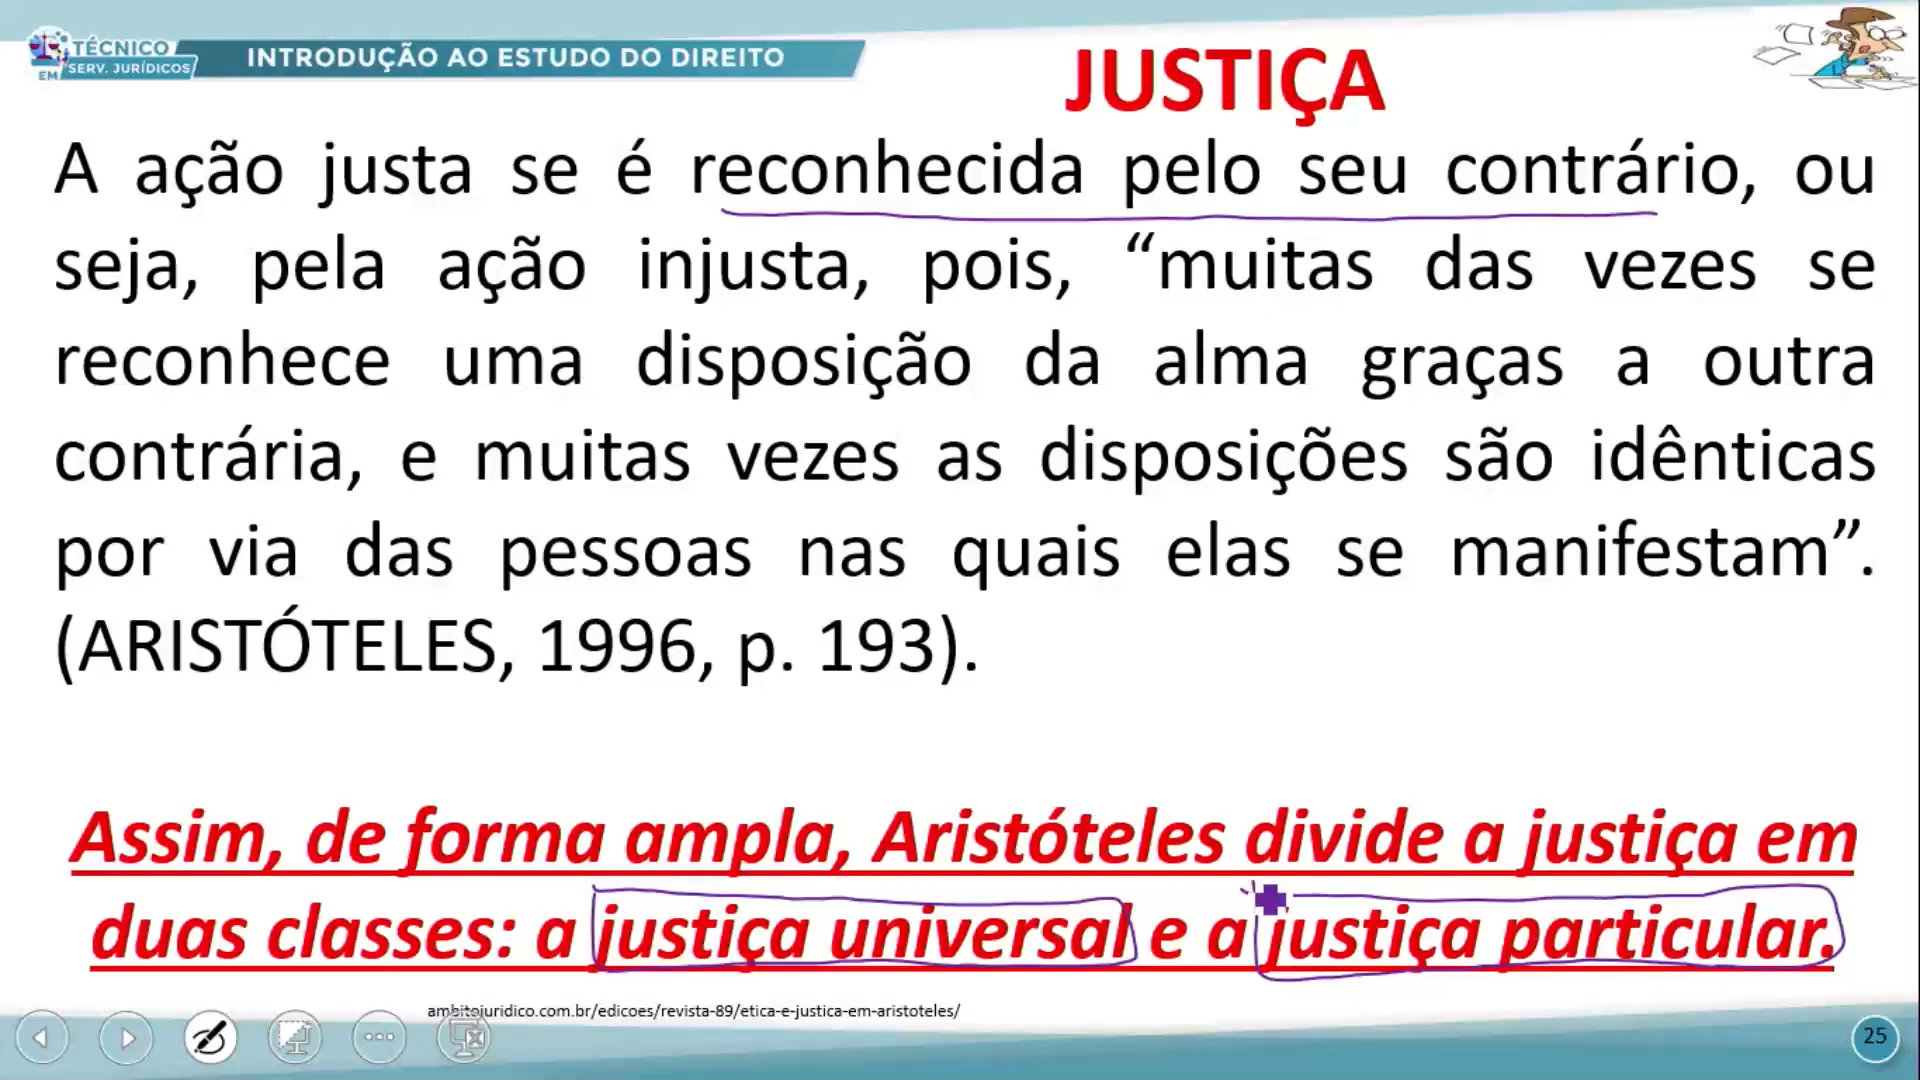 TÉCNICO
EM SERV. JURÍDICOS
INTRODUÇÃO AO ESTUDO DO DIREITO
JUSTIÇA
A ação justa se é reconhecida pelo seu contrário, ou
seja, pela ação injusta, pois, “muitas das vezes se
reconhece uma disposição da alma graças a outra
contrária, e muitas vezes as disposições são idênticas
por via das pessoas nas quais elas se manifestam”.
(ARISTÓTELES, 1996, p. 193).
Assim, de forma ampla, Aristóteles divide a justiça em
duas classes: a justiça universal e a justiça particular.
ambitojuridico.com.br/edicoes/revista-89/etica-e-justica-em-aristoteles/
25